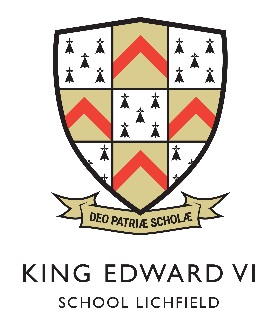 DEO PATRIÆ SCHOLÆ
KING EDWARD VI
SCHOOL LICHFIELD